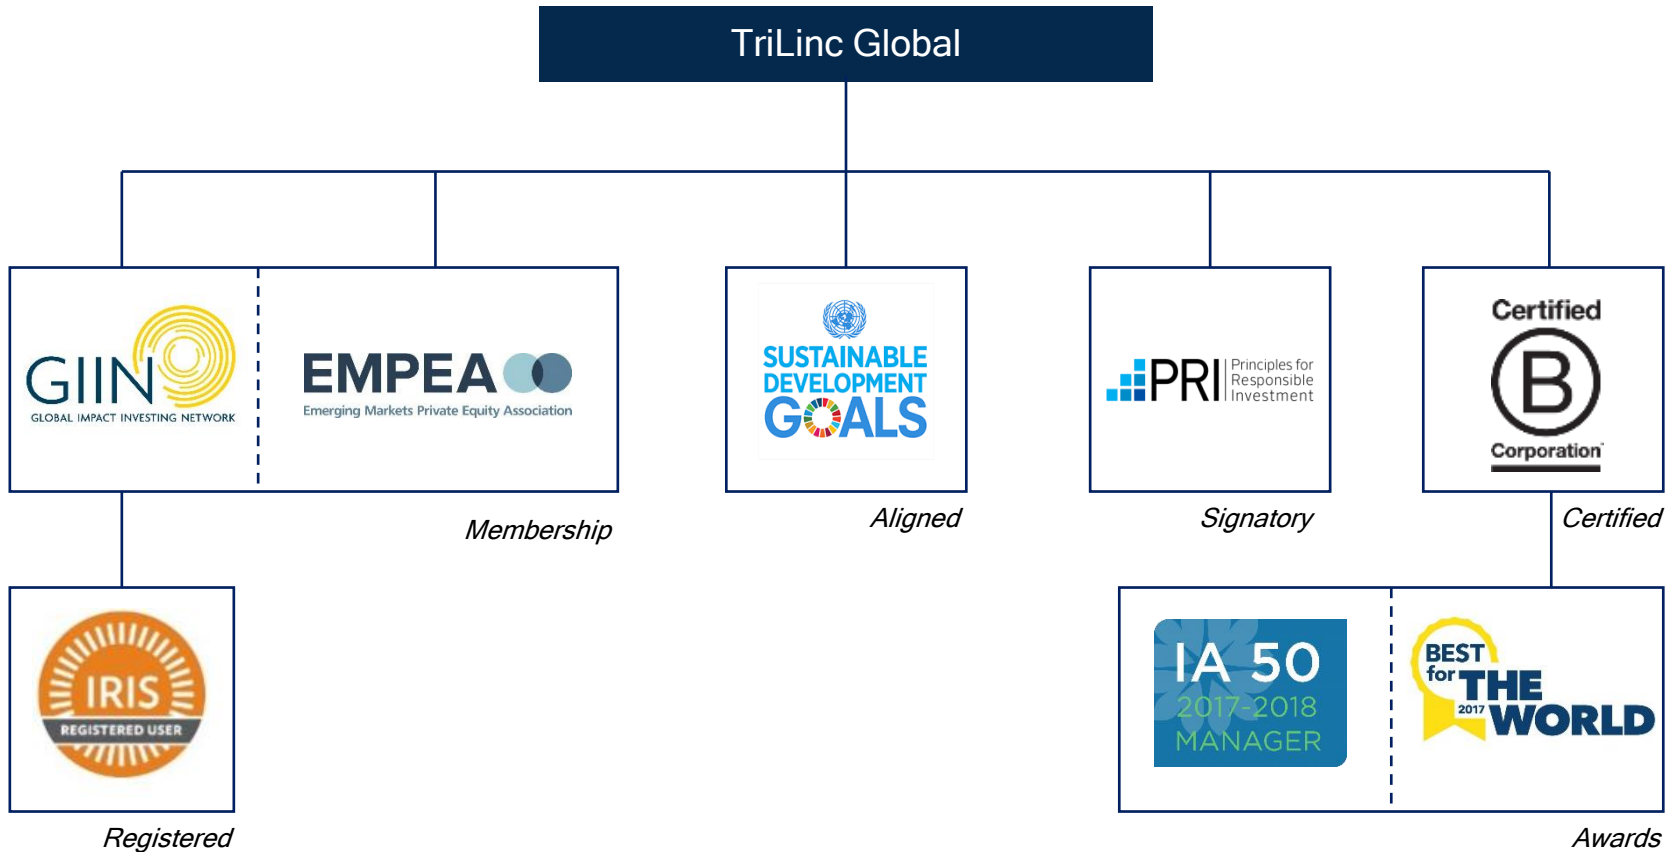 TriLinc Global
GIIN
GLOBAL IMPACT INVESTING NETWORK
EMPEA
Emerging Markets Private Equity Association
Membership
SUSTAINABLE
DEVELOPMENT
GOALS
Aligned
PRI
Principles for
Responsible
Investment
Signatory
Certified
B
Corporation
Certified
IRIS
REGISTERED USER
Registered
IA 50
2017-2018
MANAGER
BEST
for THE
2017 WORLD
Awards